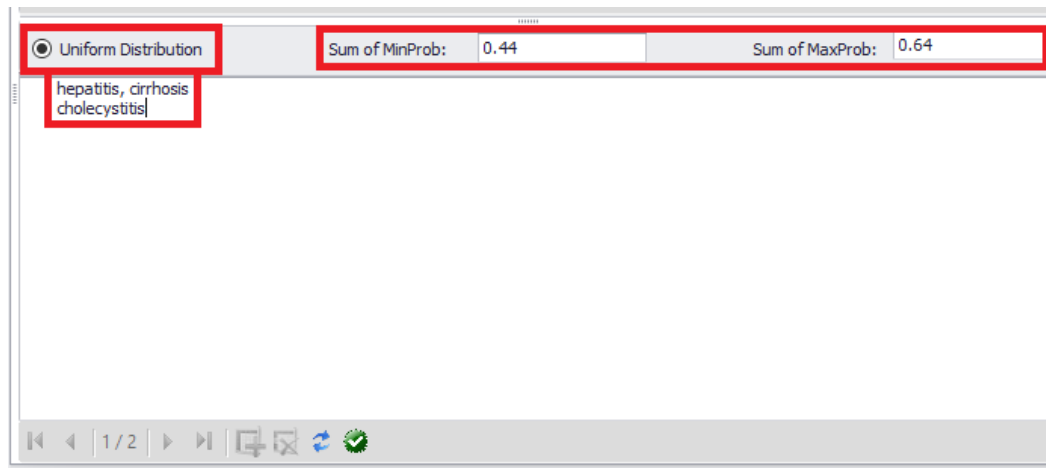 Uniform Distribution Sum of MinProb: 0.44 Sum of MaxProb: 0.64
hepatitis, cirrhosis
cholecystitis
1 / 2